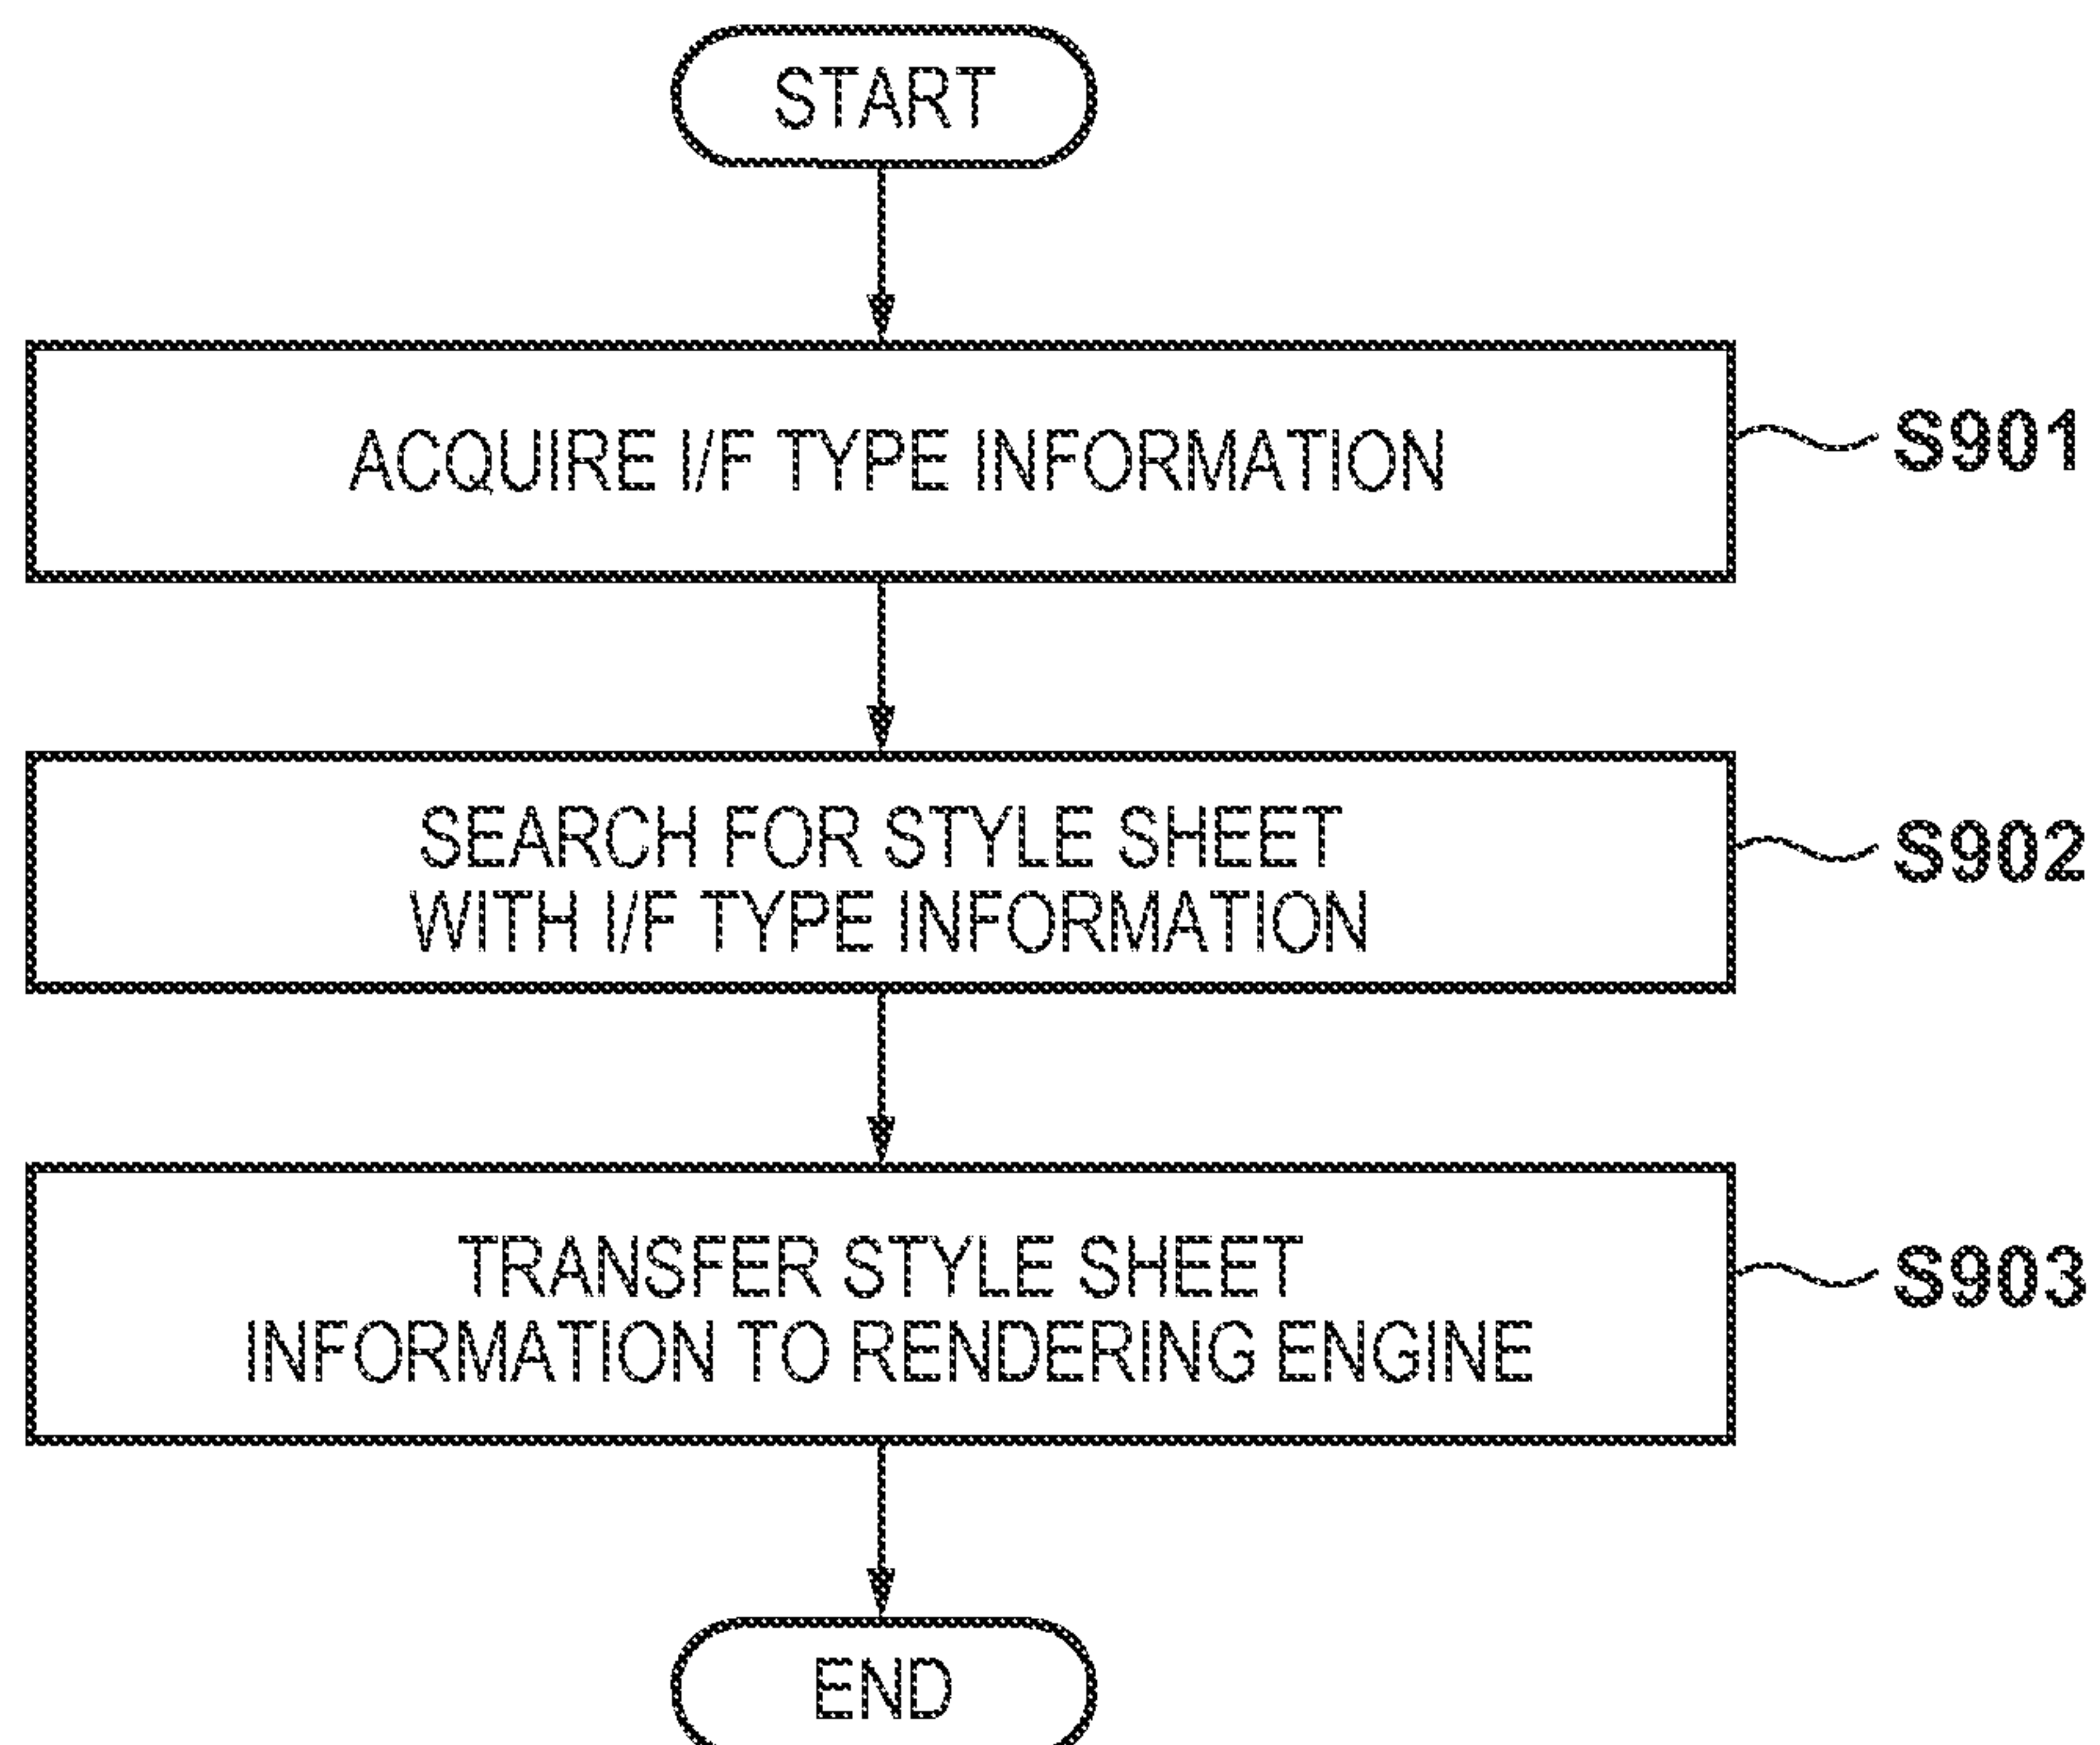 START
ACQUIRE I/F TYPE INFORMATION
S901
SEARCH FOR STYLE SHEET
WITH I/F TYPE INFORMATION
S902
TRANSFER STYLE SHEET
INFORMATION TO RENDERING ENGINE
S903
END